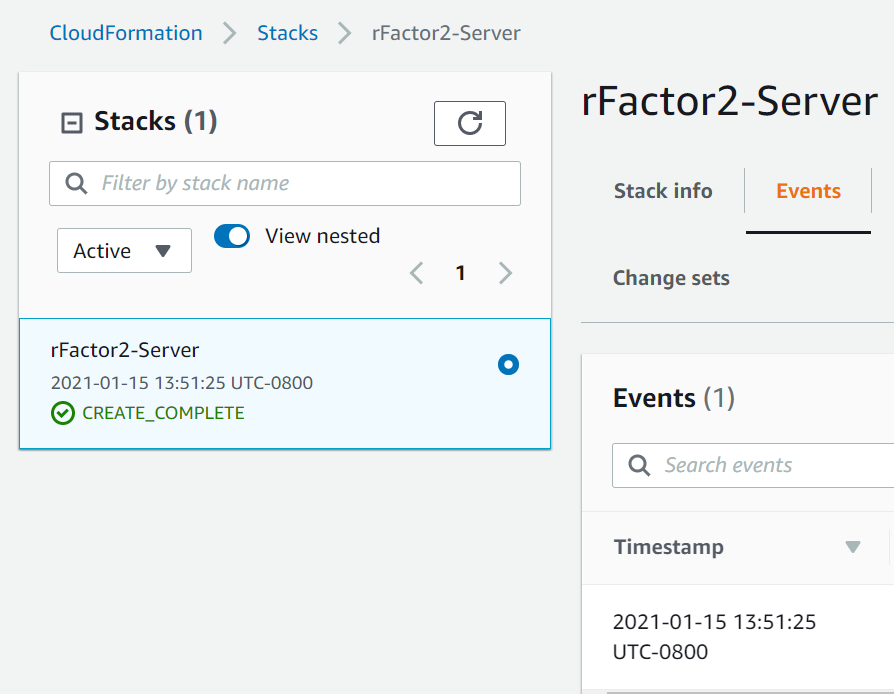 CloudFormation > Stacks > rFactor2-Server
Stacks (1)
Filter by stack name
Active
View nested
1
rFactor2-Server
2021-01-15 13:51:25 UTC-0800
CREATE_COMPLETE
rFactor2-Server
Stack info
Events
Change sets
Events (1)
Search events
Timestamp
2021-01-15 13:51:25
UTC-0800